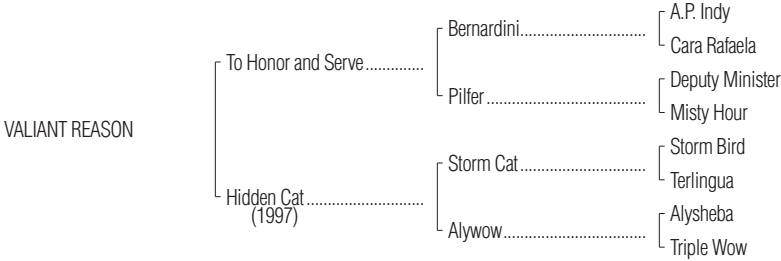 A.P. Indy
Bernardini
Cara Rafaela
To Honor and Serve
Deputy Minister
Pilfer
Misty Hour
VALIANT REASON
Storm Bird
Storm Cat
Terlingua
Hidden Cat
(1997)
Alysheba
Alywow
Triple Wow